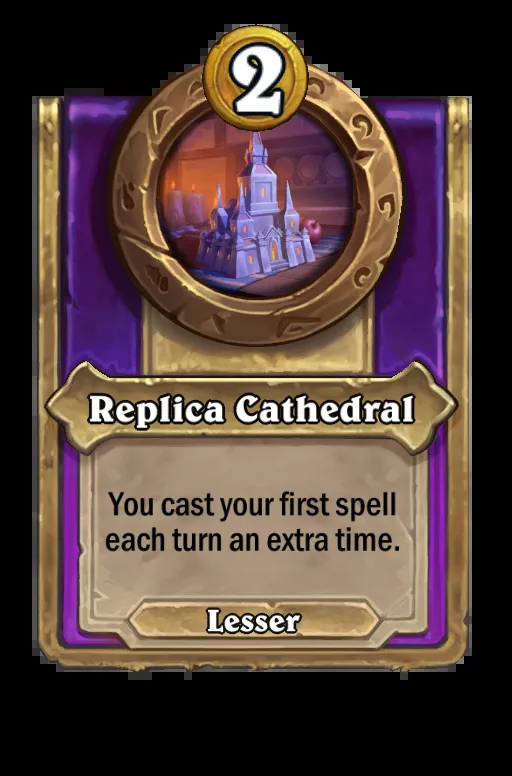 2
Replica Cathedral
You cast your first spell
each turn an extra time.
Lesser